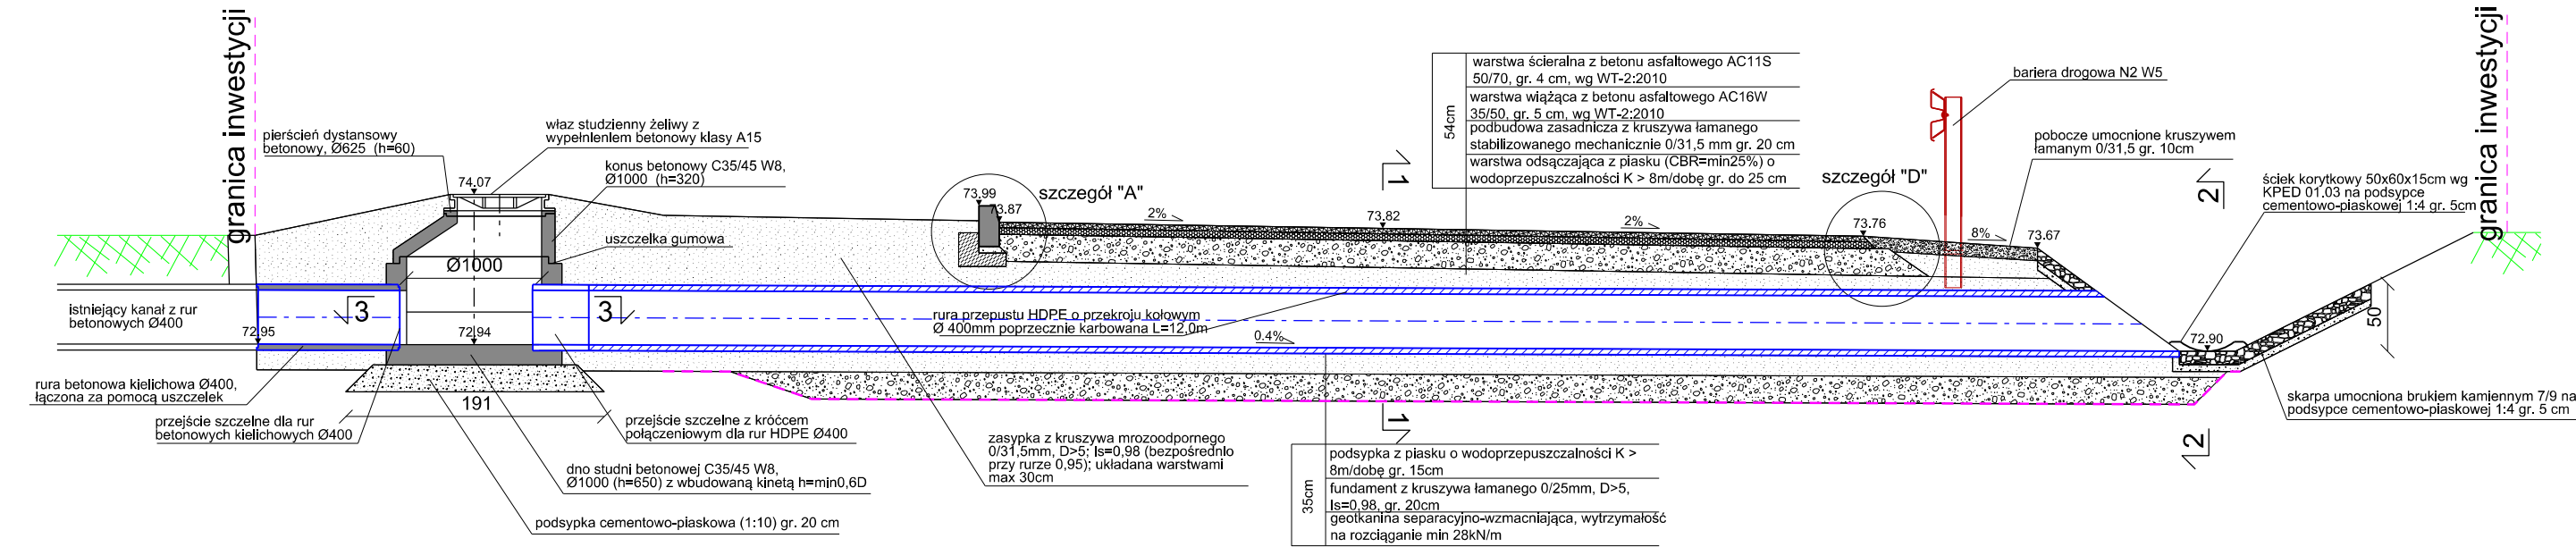 granica inwestycji
pierścień dystansowy
betonowy, Ø625 (h=60)
właz studzienny żeliwy z
wypełnieniem betonowy klasy A15
konus betonowy C35/45 W8,
Ø1000 (h=320)
74.07
uszczelka gumowa
Ø1000
istniejący kanał z rur
betonowych Ø400
72.95
3
3
72.94
rura betonowa kielichowa Ø400,
łączona za pomocą uszczelek
191
przejście szczelne dla rur
betonowych kielichowych Ø400
przejście szczelne z króćcem
połączeniowym dla rur HDPE Ø400
dno studni betonowej C35/45 W8,
Ø1000 (h=650) z wbudowaną kinetą h=min0,6D
podsypka cementowo-piaskowa (1:10) gr. 20 cm
73.99
73.87
szczegół "A"
2%
73.82
2%
1
54cm
warstwa ścieralna z betonu asfaltowego AC11S
50/70, gr. 4 cm, wg WT-2:2010
warstwa wiążąca z betonu asfaltowego AC16W
35/50, gr. 5 cm, wg WT-2:2010
podbudowa zasadnicza z kruszywa łamanego
stabilizowanego mechanicznie 0/31,5 mm gr. 20 cm
warstwa odsączająca z piasku (CBR=min25%) o
wodoprzepuszczalności K > 8m/dobę gr. do 25 cm
szczegół "D"
73.76
8%
73.67
bariera drogowa N2 W5
pobocze umocnione kruszywem
łamanym 0/31,5 gr. 10cm
2
ściek korytkowy 50x60x15cm wg
KPED 01.03 na podsypce
cementowo-piaskowej 1:4 gr. 5cm
granica inwestycji
rura przepustu HDPE o przekroju kołowym
Ø 400mm poprzecznie karbowana L=12,0m
0.4%
72.90
50
zasypka z kruszywa mrozoodpornego
0/31,5mm, D>5; Is=0,98 (bezpośrednio
przy rurze 0,95); układana warstwami
max 30cm
1
35cm
podsypka z piasku o wodoprzepuszczalności K >
8m/dobę gr. 15cm
fundament z kruszywa łamanego 0/25mm, D>5,
Is=0,98, gr. 20cm
geotkanina separacyjno-wzmacniająca, wytrzymałość
na rozciąganie min 28kN/m
2
skarpa umocniona brukiem kamiennym 7/9 na
podsypce cementowo-piaskowej 1:4 gr. 5 cm